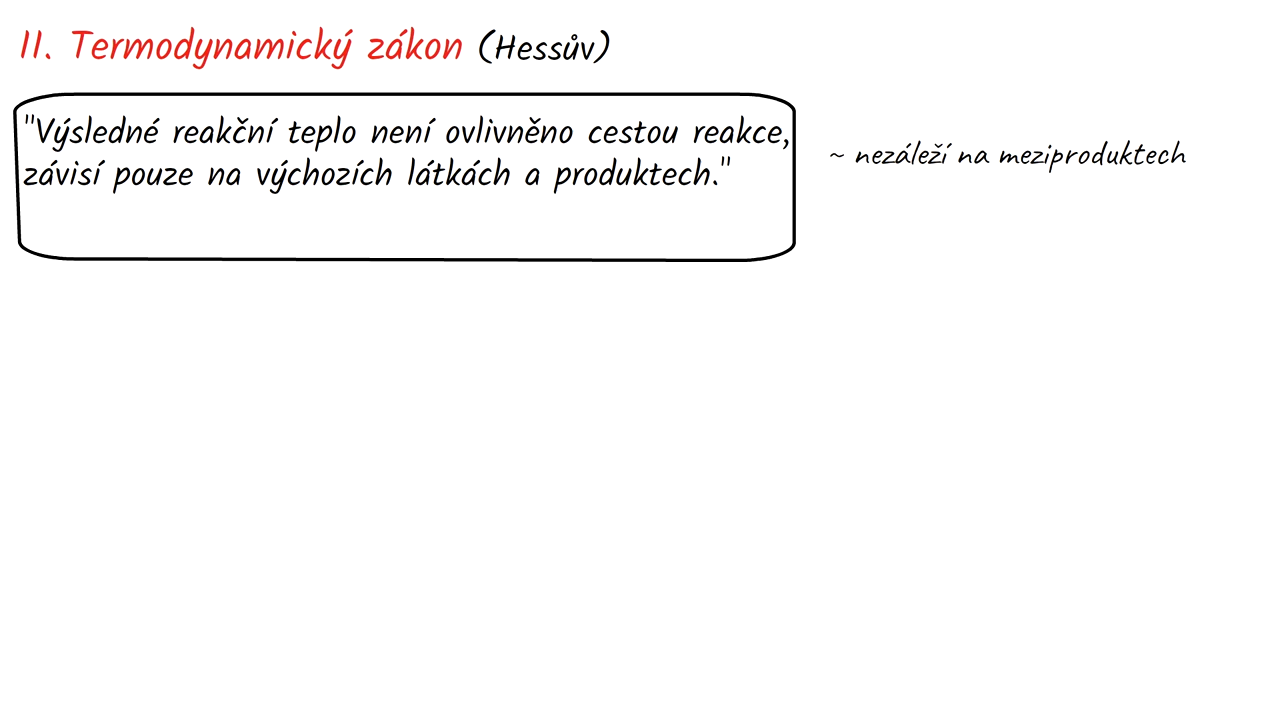 II. Termodynamický zákon (Hessův)
"Výsledné reakční teplo není ovlivněno cestou reakce,
závisí pouze na výchozích látkách a produktech."
~ nezáleží na meziproduktech